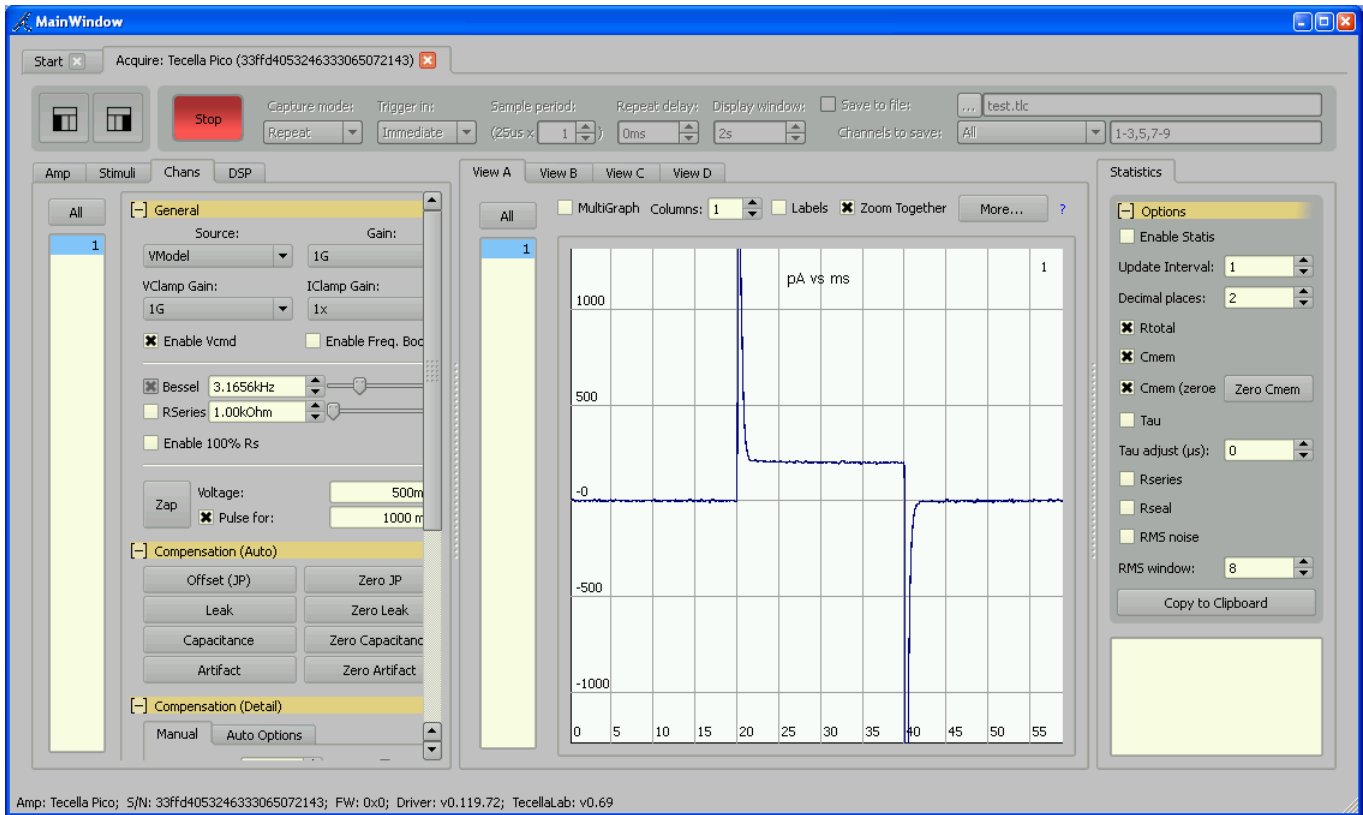 MainWindow
Start
Acquire: Tecella Pico (33ffd4053246333065072143)
Stop
Capture mode: Trigger in: Sample period: Repeat delay: Display window: Save to file: ... test.tlc
Repeat Immediate (25us x 1 ) 0ms 2s Channels to save: All 1-3,5,7-9
Amp Stimuli Chans DSP
All
1
[-] General
Source: Gain:
VModel 1G
VClamp Gain: IClamp Gain:
1G 1x
Enable Vcmd Enable Freq. Boo
Bessel 3.1656kHz
RSeries 1.00kOhm
Enable 100% Rs
Zap
Voltage: 500m
Pulse for: 1000 m
[-] Compensation (Auto)
Offset (JP) Zero JP
Leak Zero Leak
Capacitance Zero Capacitanc
Artifact Zero Artifact
[-] Compensation (Detail)
Manual Auto Options
View A View B View C View D
All
1
MultiGraph Columns: 1 Labels Zoom Together More... ?
pA vs ms
1
1000
500
-0
-500
-1000
0 5 10 15 20 25 30 35 40 45 50 55
Statistics
[-] Options
Enable Statis
Update Interval: 1
Decimal places: 2
Rtotal
Cmem
Cmem (zeroe Zero Cmem
Tau
Tau adjust (µs): 0
Rseries
Rseal
RMS noise
RMS window: 8
Copy to Clipboard
Amp: Tecella Pico; S/N: 33ffd4053246333065072143; FW: 0x0; Driver: v0.119.72; TecellaLab: v0.69